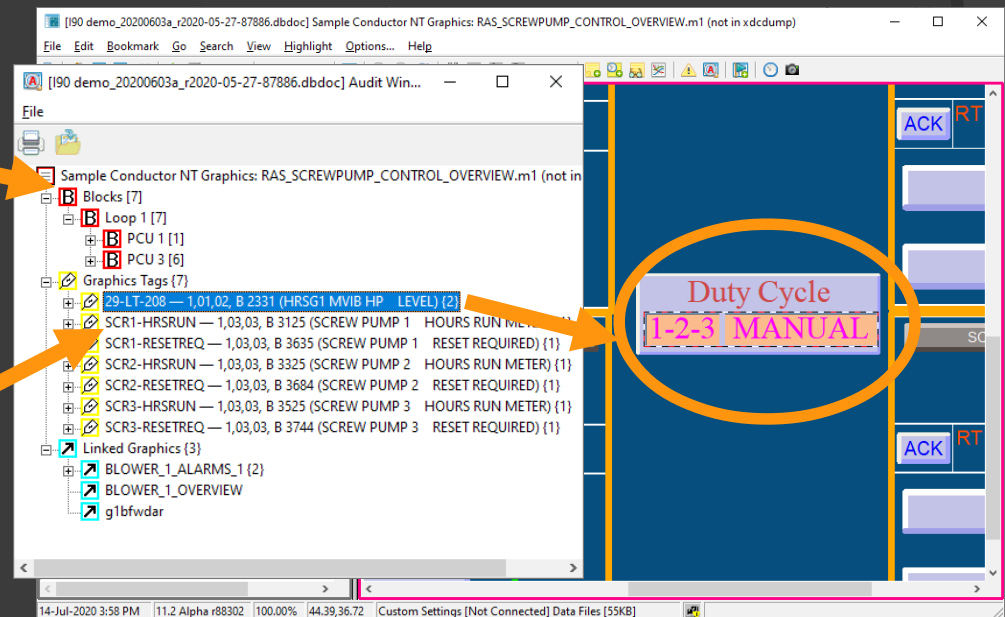 [I90 demo_20200603a_r2020-05-27-87886.dbdoc] Sample Conductor NT Graphics: RAS_SCREWPUMP_CONTROL_OVERVIEW.m1 (not in xdcdump)
File Edit Bookmark Go Search View Highlight Options... Help
[I90 demo_20200603a_r2020-05-27-87886.dbdoc] Audit Win...
File
Sample Conductor NT Graphics: RAS_SCREWPUMP_CONTROL_OVERVIEW.m1 (not in
Blocks [7]
Loop 1 [7]
PCU 1 [1]
PCU 3 [6]
Graphics Tags {7}
29-LT-208 — 1,01,02, B 2331 (HRSG1 MVIB HP LEVEL) {2}
SCR1-HRSRUN — 1,03,03, B 3125 (SCREW PUMP 1 HOURS RUN METER) {1}
SCR1-RESETREQ — 1,03,03, B 3635 (SCREW PUMP 1 RESET REQUIRED) {1}
SCR2-HRSRUN — 1,03,03, B 3325 (SCREW PUMP 2 HOURS RUN METER) {1}
SCR2-RESETREQ — 1,03,03, B 3684 (SCREW PUMP 2 RESET REQUIRED) {1}
SCR3-HRSRUN — 1,03,03, B 3525 (SCREW PUMP 3 HOURS RUN METER) {1}
SCR3-RESETREQ — 1,03,03, B 3744 (SCREW PUMP 3 RESET REQUIRED) {1}
Linked Graphics {3}
BLOWER_1_ALARMS_1 {2}
BLOWER_1_OVERVIEW
g1bfwdar
ACK RT
Duty Cycle
1-2-3 MANUAL
SC
ACK RT
14-Jul-2020 3:58 PM 11.2 Alpha r88302 100.00% 44.39,36.72 Custom Settings [Not Connected] Data Files [55KB]